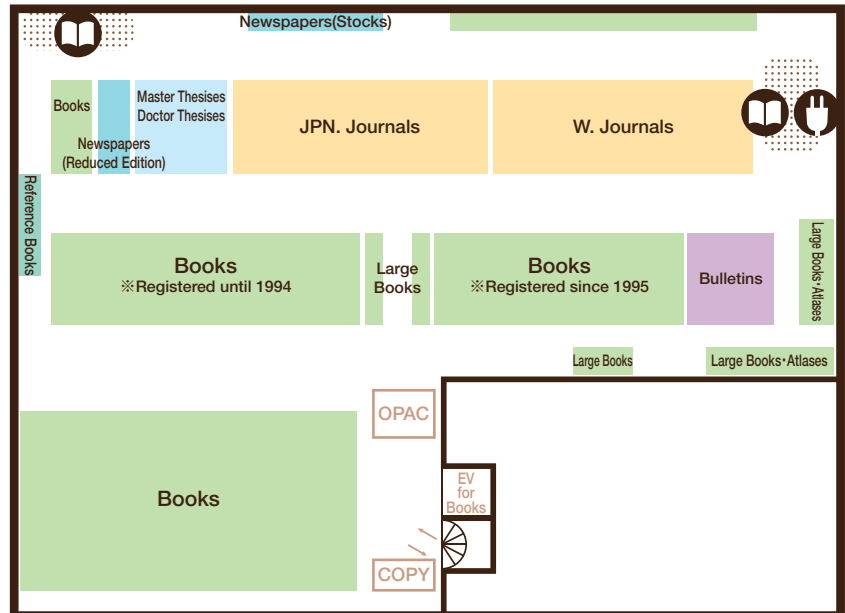 Newspapers(Stocks)
Books
Newspapers
(Reduced Edition)
Master Thesises
Doctor Thesises
JPN. Journals
W. Journals
Reference Books
Books
※Registered until 1994
Large
Books
Books
※Registered since 1995
Bulletins
Large Books・Atlases
Large Books
Large Books・Atlases
OPAC
Books
EV
for
Books
COPY